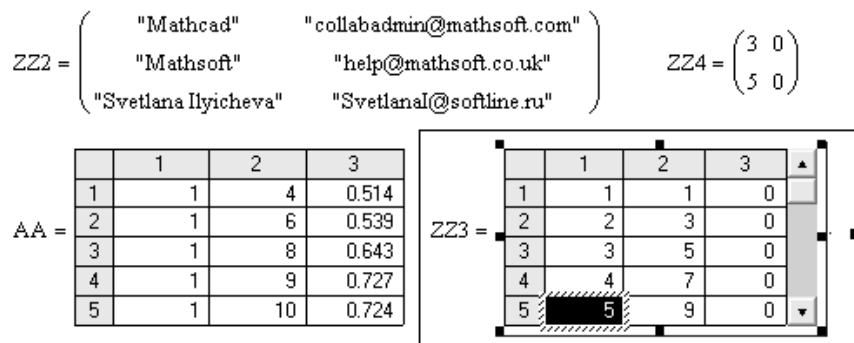 "Mathcad" "collabadmin@mathsoft.com"
ZZ2 = "Mathsoft" "help@mathsoft.co.uk"
"Svetlana Ilyicheva" "SvetlanaI@softline.ru"
ZZ4 = (3 0
5 0)
AA =
1 2 3
1 1 4 0.514
2 1 6 0.539
3 1 8 0.643
4 1 9 0.727
5 1 10 0.724
ZZ3 =
1 2 3
1 1 1 0
2 2 3 0
3 3 5 0
4 4 7 0
5 5 9 0